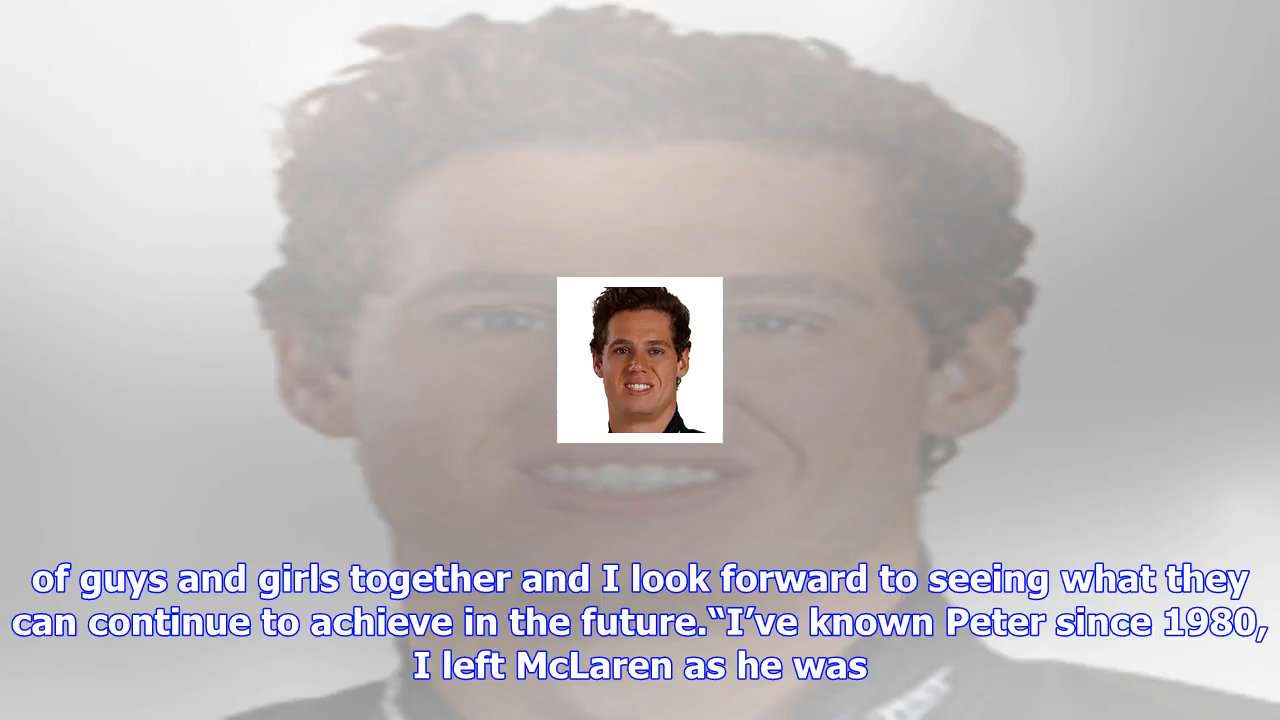 of guys and girls together and I look forward to seeing what they
can continue to achieve in the future.“I’ve known Peter since 1980,
I left McLaren as he was